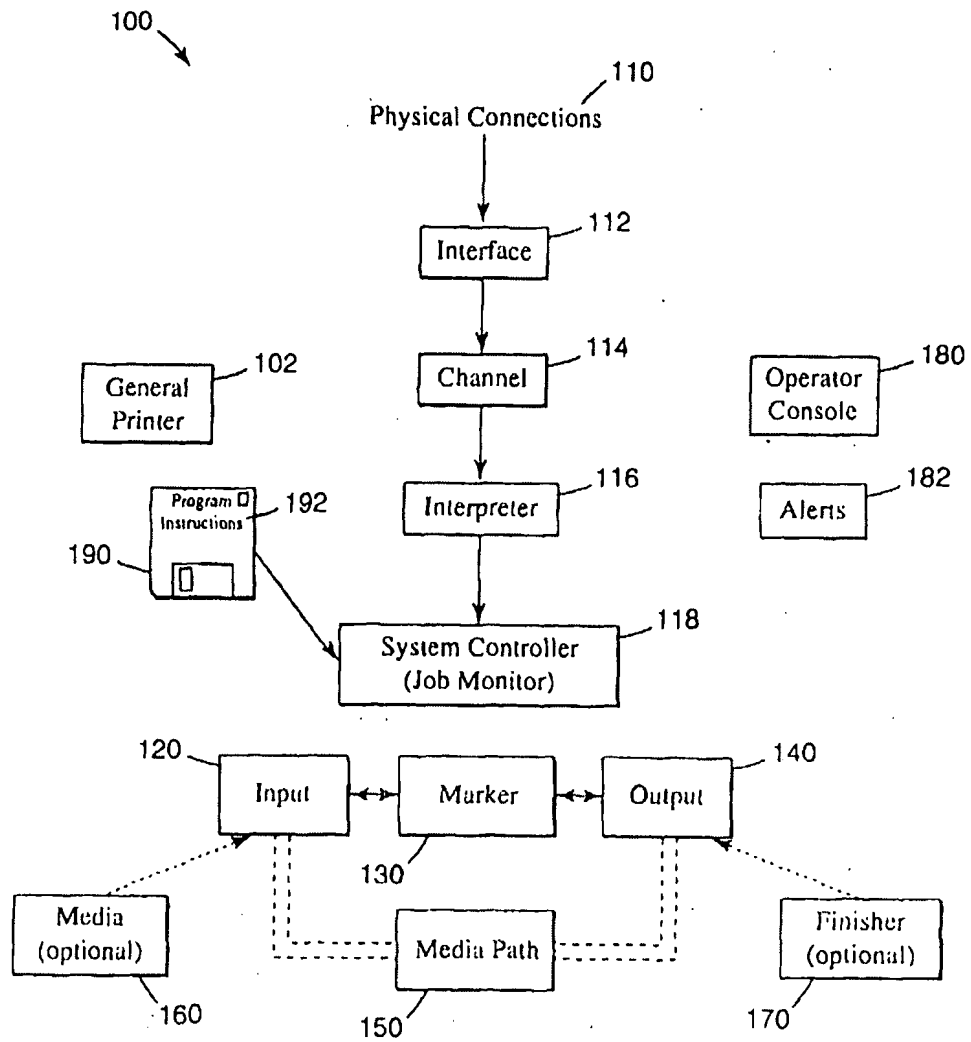 100
110
Physical Connections
112
Interface
114
Channel
102
General
Printer
180
Operator
Console
116
Interpreter
182
Alerts
Program
Instructions
192
190
118
System Controller
(Job Monitor)
120
Input
Marker
130
140
Output
Media
(optional)
160
Media Path
150
Finisher
(optional)
170